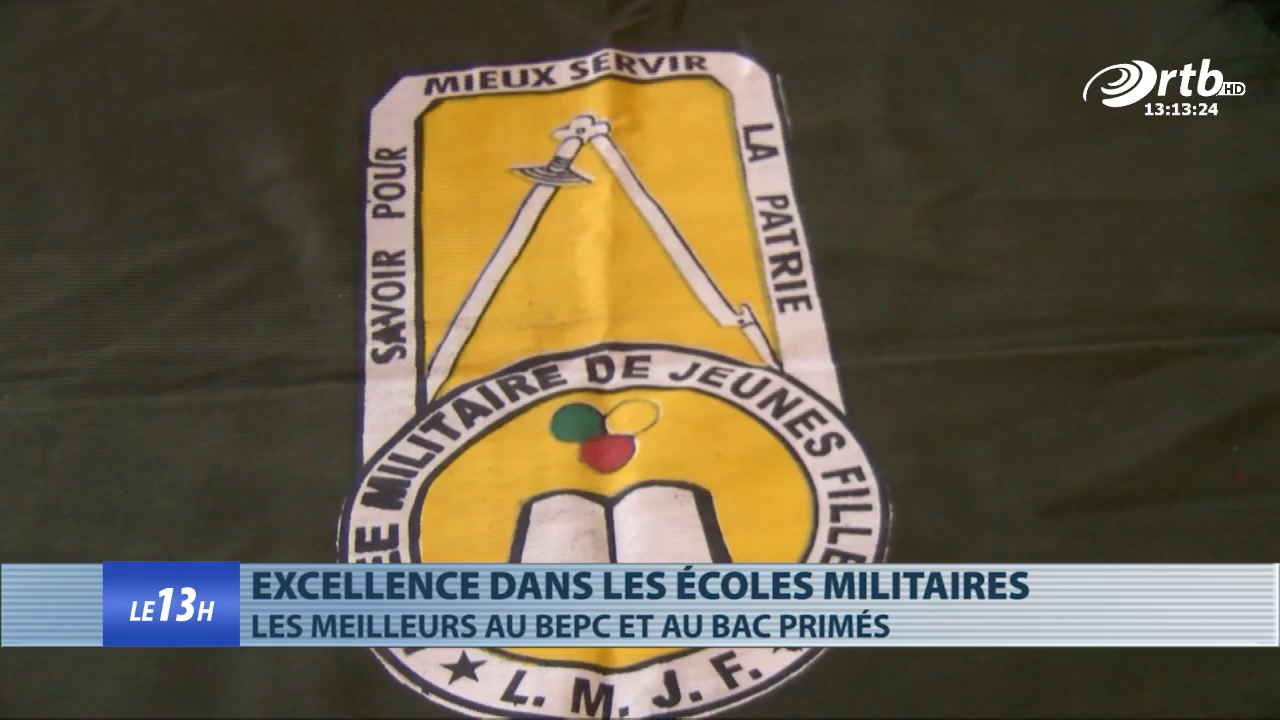 rtb HD
13:13:24
SAVOIR POUR
MIEUX SERVIR
LA PATRIE
MILITAIRE DE JEUNES
L. M. J. F.
LE 13H
EXCELLENCE DANS LES ÉCOLES MILITAIRES
LES MEILLEURS AU BEPC ET AU BAC PRIMÉS